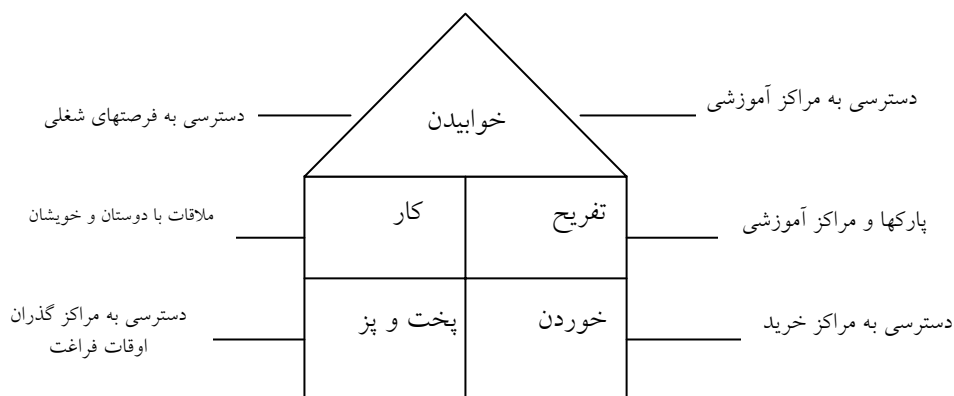 دسترسی به مراکز آموزشی
خوابیدن
دسترسی به فرصتهای شغلی
پارکها و مراکز آموزشی
تفریح
کار
ملاقات با دوستان و خویشان
دسترسی به مراکز خرید
خوردن
پخت و پز
دسترسی به مراکز گذران
اوقات فراغت